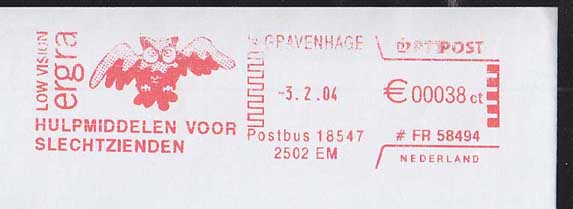 LOW VISION
ergra
HULPMIDDELEN VOOR
SLECHTZIENDEN
's GRAVENHAGE
-3.2.04
Postbus 18547
2502 EM
POST
€00038 ct
# FR 58494
NEDERLAND